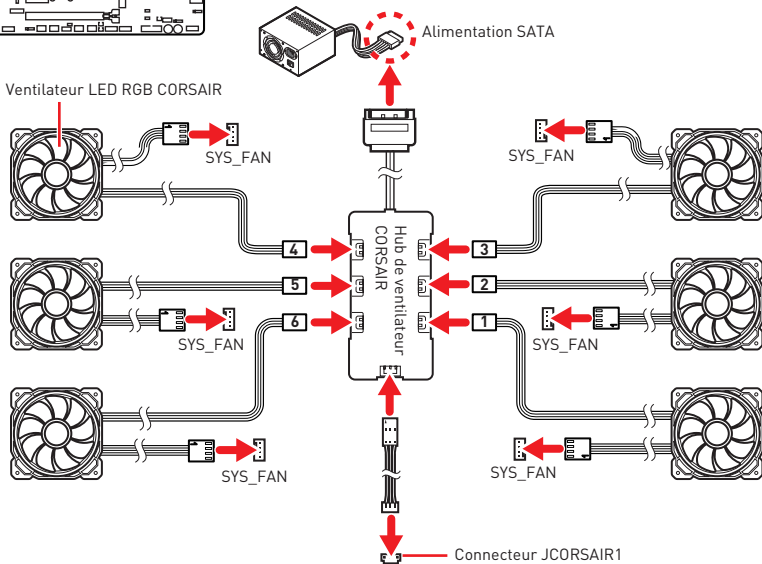 Alimentation SATA
Ventilateur LED RGB CORSAIR
SYS_FAN
SYS_FAN
4
3
Hub de ventilateur
CORSAIR
5
2
SYS_FAN
SYS_FAN
6
1
SYS_FAN
SYS_FAN
Connecteur JCORSAIR1